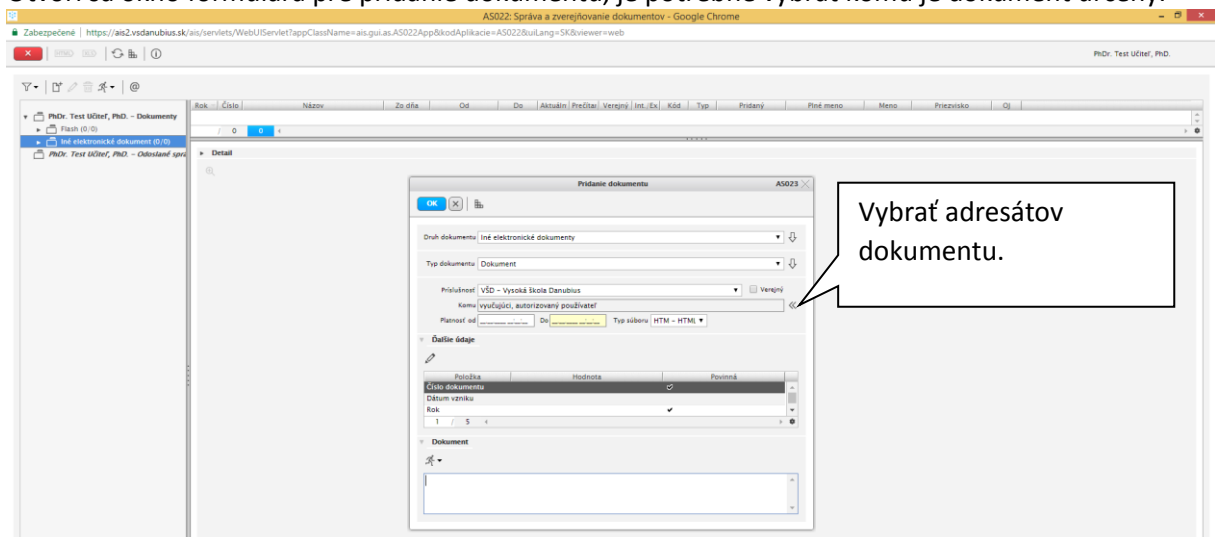 Otvorí sa okno formuláru pre pridanie dokumentu, je potrebné vybrať komu je dokument určený.
AS022: Správa a zverejňovanie dokumentov - Google Chrome
Zabezpečené | https://ais2.vsdanubius.sk/ais/servlets/WebUIServlet?appClassName=ais.gui.as.AS022App&kodAplikacie=AS022&uiLang=SK&viewer=web
PhDr. Test Učiteľ, PhD.
Rok Číslo Názov Zo dňa Od Do Aktuáln Prečítan Verejný Int./Ex Kód Typ Pridaný Plné meno Meno Priezvisko OJ
PhDr. Test Učiteľ, PhD. – Dokumenty
Flash (0/0)
/ 0 0
Iné elektronické dokument (0/0)
PhDr. Test Učiteľ, PhD. – Odoslané sprá
Detail
Pridanie dokumentu AS023
OK
Druh dokumentu Iné elektronické dokumenty
Typ dokumentu Dokument
Príslušnosť VŠD – Vysoká škola Danubius Verejný
Komu vyučujúci, autorizovaný používateľ
Platnosť od Do Typ súboru HTM – HTML
Ďalšie údaje
Položka Hodnota Povinná
Číslo dokumentu
Dátum vzniku
Rok
1 / 5
Dokument
Vybrať adresátov
dokumentu.